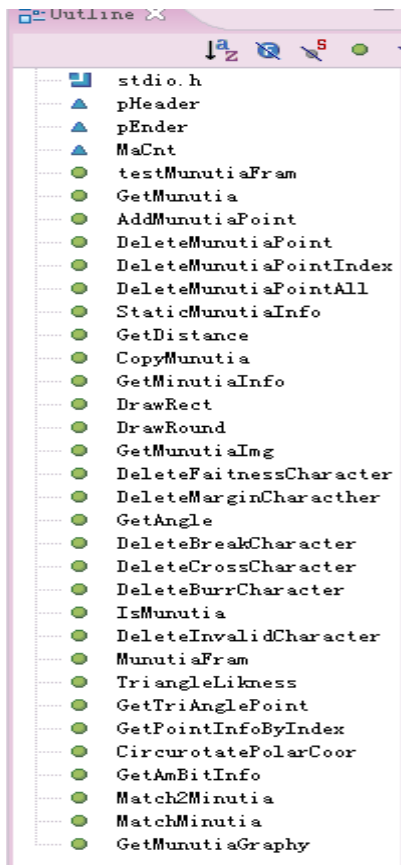 Outline
stdio.h
pHeader
pEnder
MaCnt
testMunutiaFram
GetMunutia
AddMunutiaPoint
DeleteMunutiaPoint
DeleteMunutiaPointIndex
DeleteMunutiaPointAll
StaticMunutiaInfo
GetDistance
CopyMunutia
GetMinutiaInfo
DrawRect
DrawRound
GetMunutiaImg
DeleteFaitnessCharacter
DeleteMarginCharacther
GetAngle
DeleteBreakCharacter
DeleteCrossCharacter
DeleteBurrCharacter
IsMunutia
DeleteInvalidCharacter
MunutiaFram
TriangleLikness
GetTriAnglePoint
GetPointInfoByIndex
CircurotatePolarCoor
GetAmBitInfo
Match2Minutia
MatchMinutia
GetMunutiaGraphy